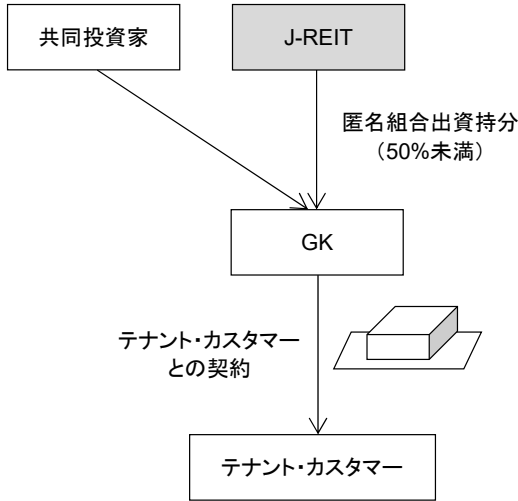 共同投資家
J-REIT
匿名組合出資持分
（50%未満）
GK
テナント・カスタマー
との契約
テナント・カスタマー